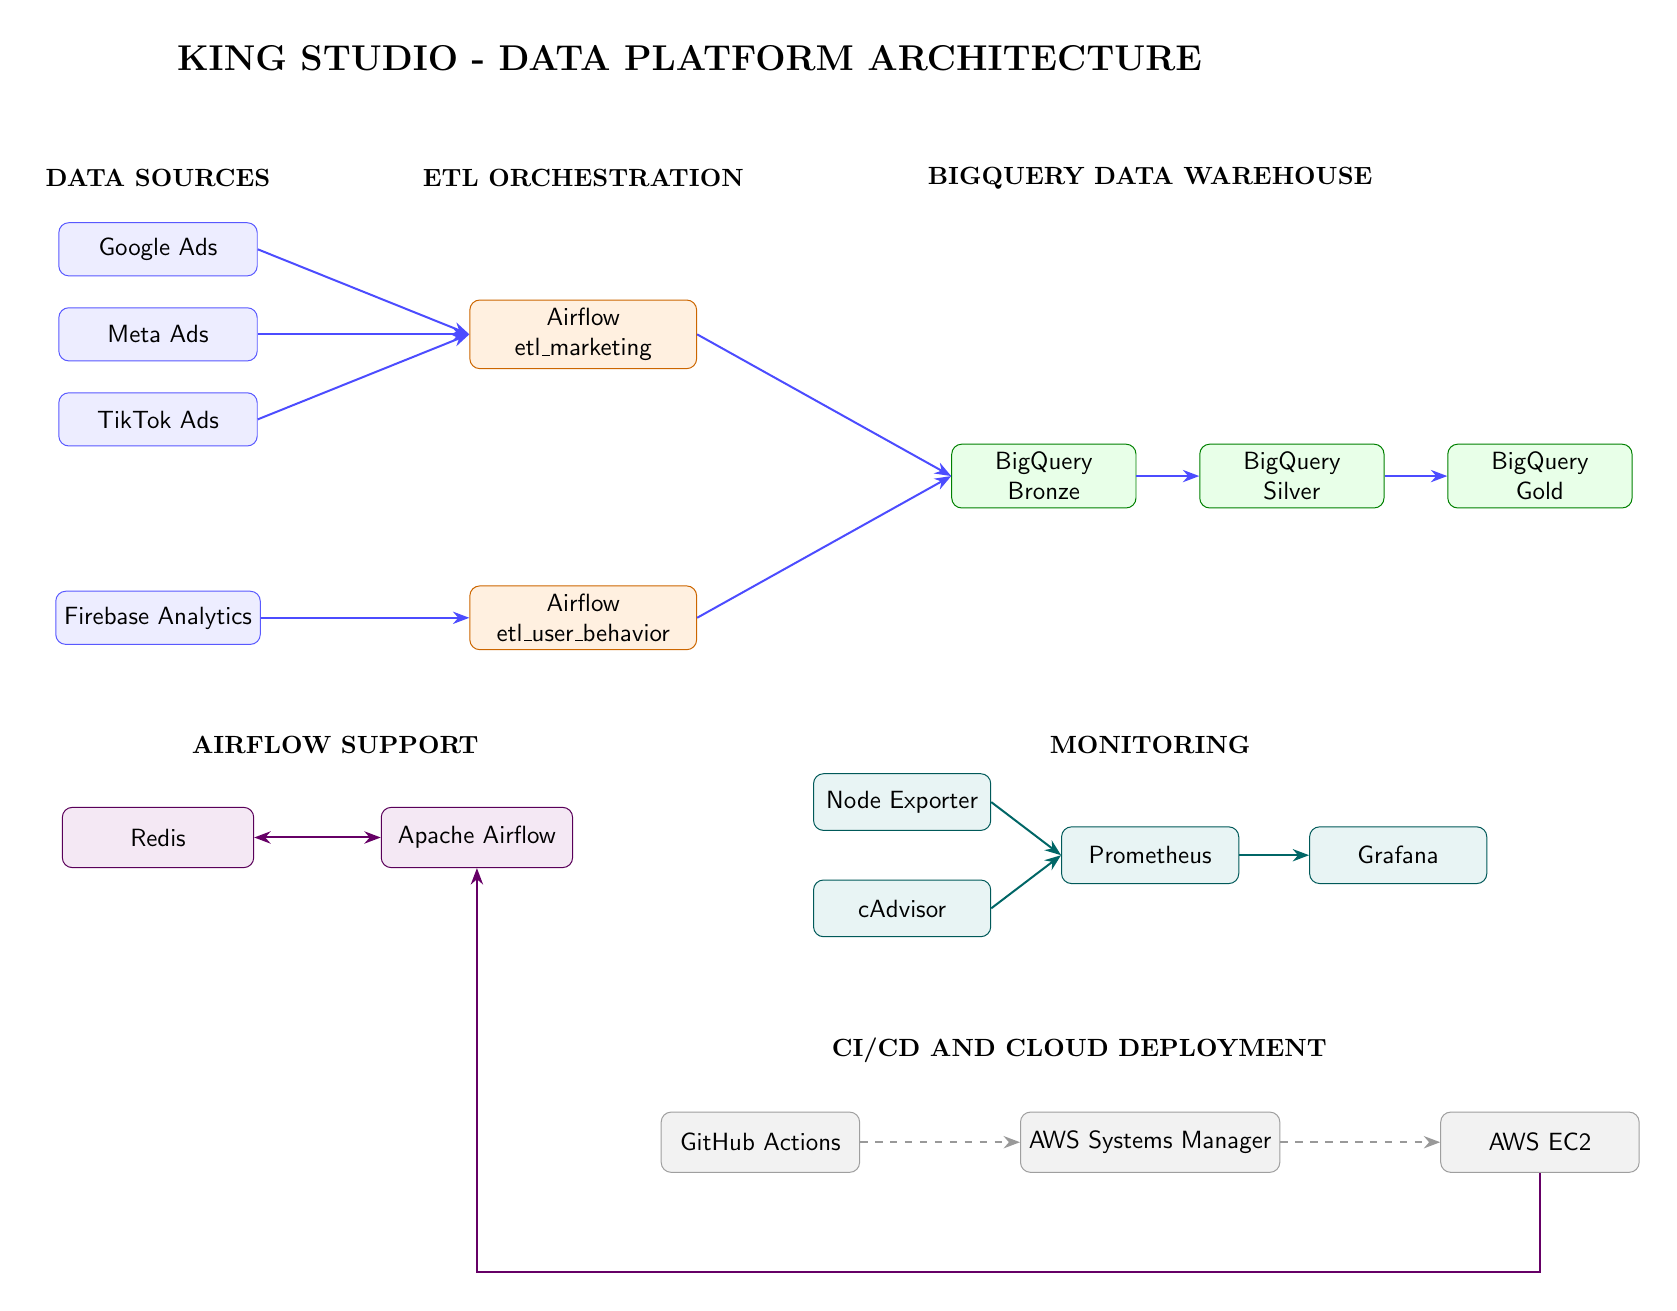 KING STUDIO - DATA PLATFORM ARCHITECTURE
DATA SOURCES
ETL ORCHESTRATION
BIGQUERY DATA WAREHOUSE
Google Ads
Meta Ads
TikTok Ads
Airflow
etl_marketing
BigQuery
Bronze
BigQuery
Silver
BigQuery
Gold
Firebase Analytics
Airflow
etl_user_behavior
AIRFLOW SUPPORT
Redis
Apache Airflow
MONITORING
Node Exporter
cAdvisor
Prometheus
Grafana
CI/CD AND CLOUD DEPLOYMENT
GitHub Actions
AWS Systems Manager
AWS EC2